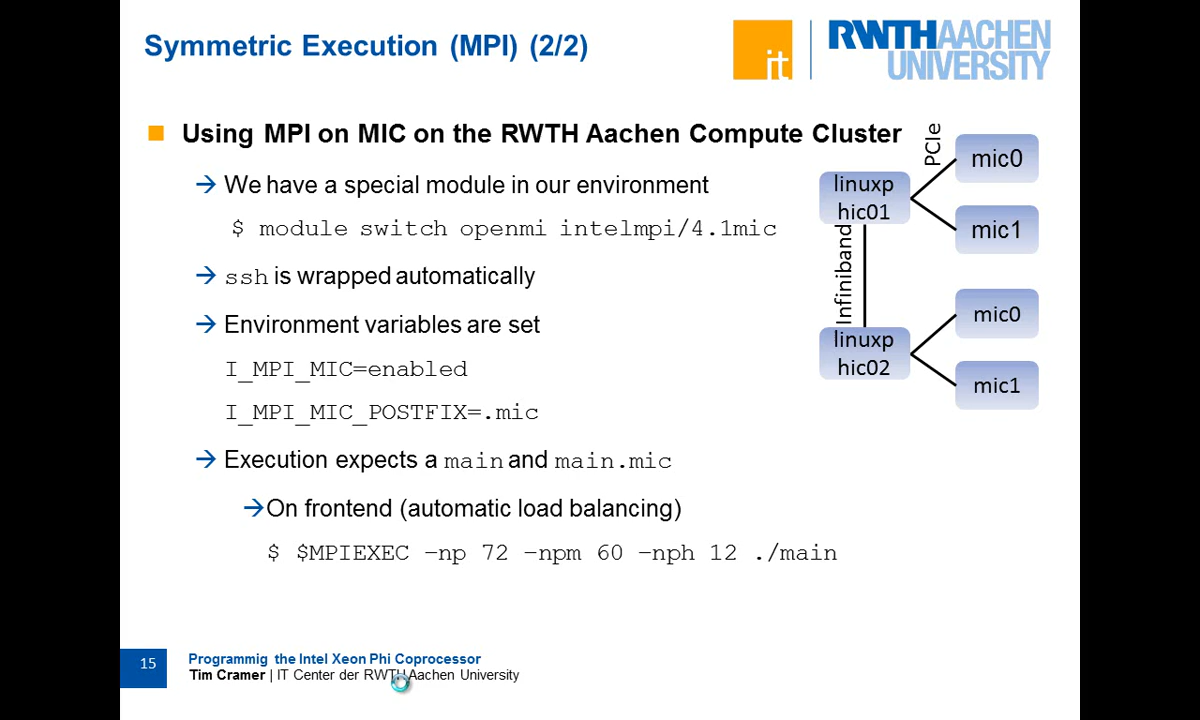 Symmetric Execution (MPI) (2/2)
it
RWTHAACHEN
UNIVERSITY
Using MPI on MIC on the RWTH Aachen Compute Cluster
→ We have a special module in our environment
$ module switch openmi intelmpi/4.1mic
→ ssh is wrapped automatically
→ Environment variables are set
I_MPI_MIC=enabled
I_MPI_MIC_POSTFIX=.mic
→ Execution expects a main and main.mic
→ On frontend (automatic load balancing)
$ $MPIEXEC –np 72 –npm 60 –nph 12 ./main
PCIe
mic0
linuxp
hic01
mic1
Infiniband
mic0
linuxp
hic02
mic1
15
Programmig the Intel Xeon Phi Coprocessor
Tim Cramer | IT Center der RWTH Aachen University